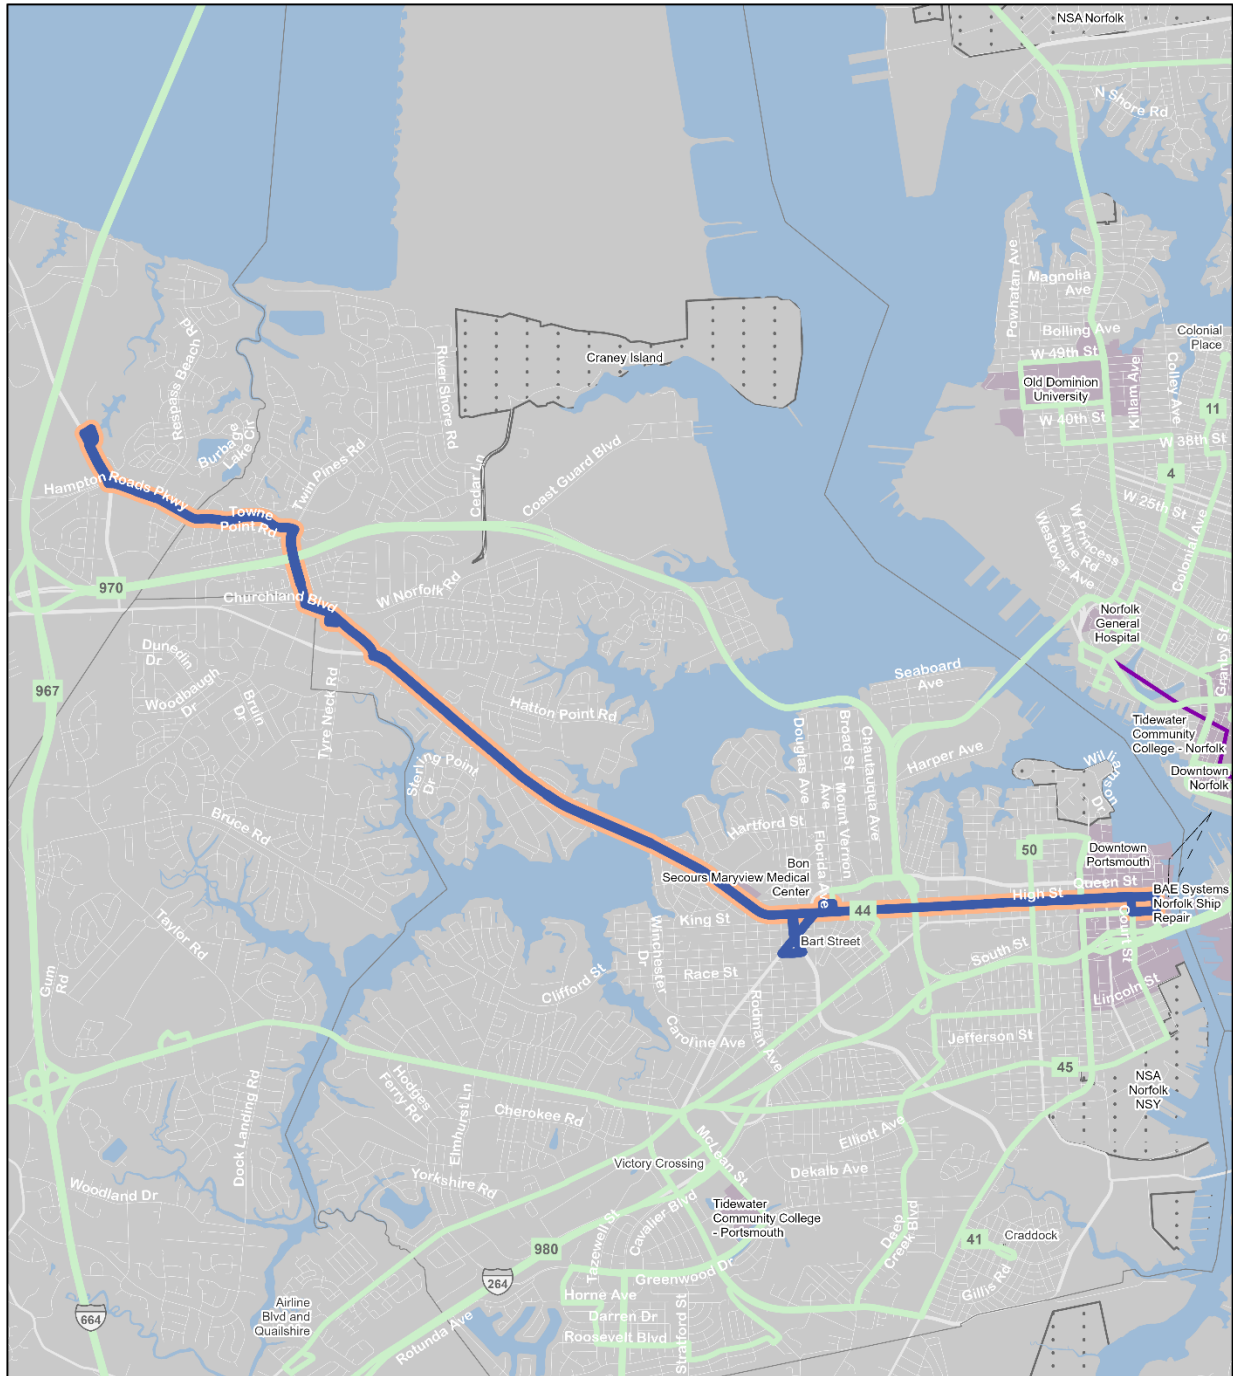 NSA Norfolk
N Shore Rd
Powhatan Ave
Magnolia
Ave
Bolling Ave
W 49th St
Colonial
Place
Old Dominion
University
Killam Ave
Colley Ave
W 40th St
11
W 38th St
4
W 25th St
W Princess
Anne Rd
Westover Ave
Colonial Ave
Norfolk
General
Hospital
Granby St
Repass Beach Rd
River Shore Rd
Craney Island
Burbage
Lake Cir
Twin Pines Rd
Cedar Ln
Coast Guard Blvd
Hampton Roads Pkwy
Towne
Point Rd
970
Churchland Blvd
W Norfolk Rd
Dunedin
Dr
Woodbaugh
Dr
Bruin
Dr
967
Tyre Neck Rd
Hatton Point Rd
Seaboard
Ave
Sterling Point
Dr
Douglas Ave
Broad St
Chautauqua Ave
Harper Ave
Tidewater
Community
College - Norfolk
Downtown
Norfolk
Williamson
Dr
Mount Vernon
Ave
Hartford St
Florida Ave
Bruce Rd
50
Downtown
Portsmouth
Bon
Secours Maryview Medical
Center
Queen St
High St
44
BAE Systems
Norfolk Ship
Repair
King St
Court St
Bart Street
Winchester
Dr
Taylor Rd
South St
Race St
Clifford St
Gum
Rd
Lincoln St
Rodman Ave
Caroline Ave
Jefferson St
45
NSA
Norfolk
NSY
Hodges
Ferry Rd
Elmhurst Ln
Cherokee Rd
Dock Landing Rd
McLean St
Elliott Ave
Victory Crossing
Dekalb Ave
Yorkshire Rd
Woodland Dr
Tidewater
Community College
- Portsmouth
Tazewell St
Cavalier Blvd
Deep
Creek Blvd
Craddock
41
980
264
Greenwood Dr
Gillis Rd
Horne Ave
Airline
Blvd and
Quailshire
664
Darren Dr
Roosevelt Blvd
Stratford St
Rotunda Ave